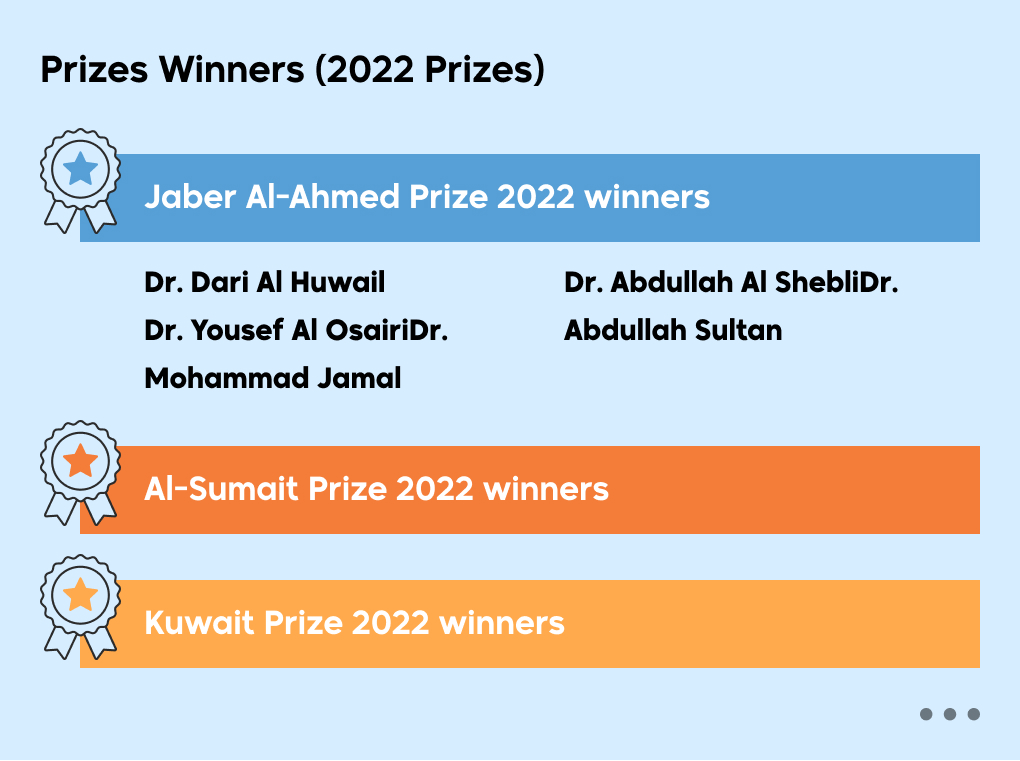 Prizes Winners (2022 Prizes)
Jaber Al-Ahmed Prize 2022 winners
Dr. Dari Al Huwail
Dr. Yousef Al OsairiDr.
Mohammad Jamal
Dr. Abdullah Al ShebliDr.
Abdullah Sultan
Al-Sumait Prize 2022 winners
Kuwait Prize 2022 winners